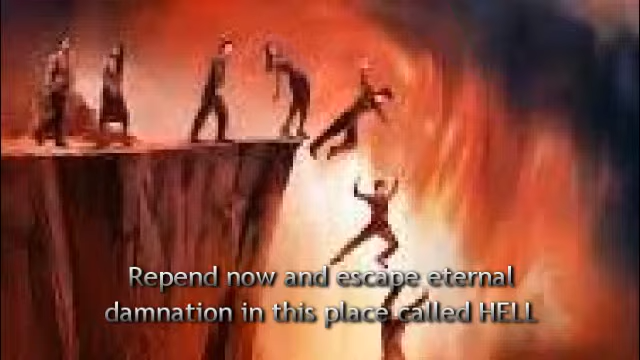 Repend now and escape eternal
damnation in this place called HELL